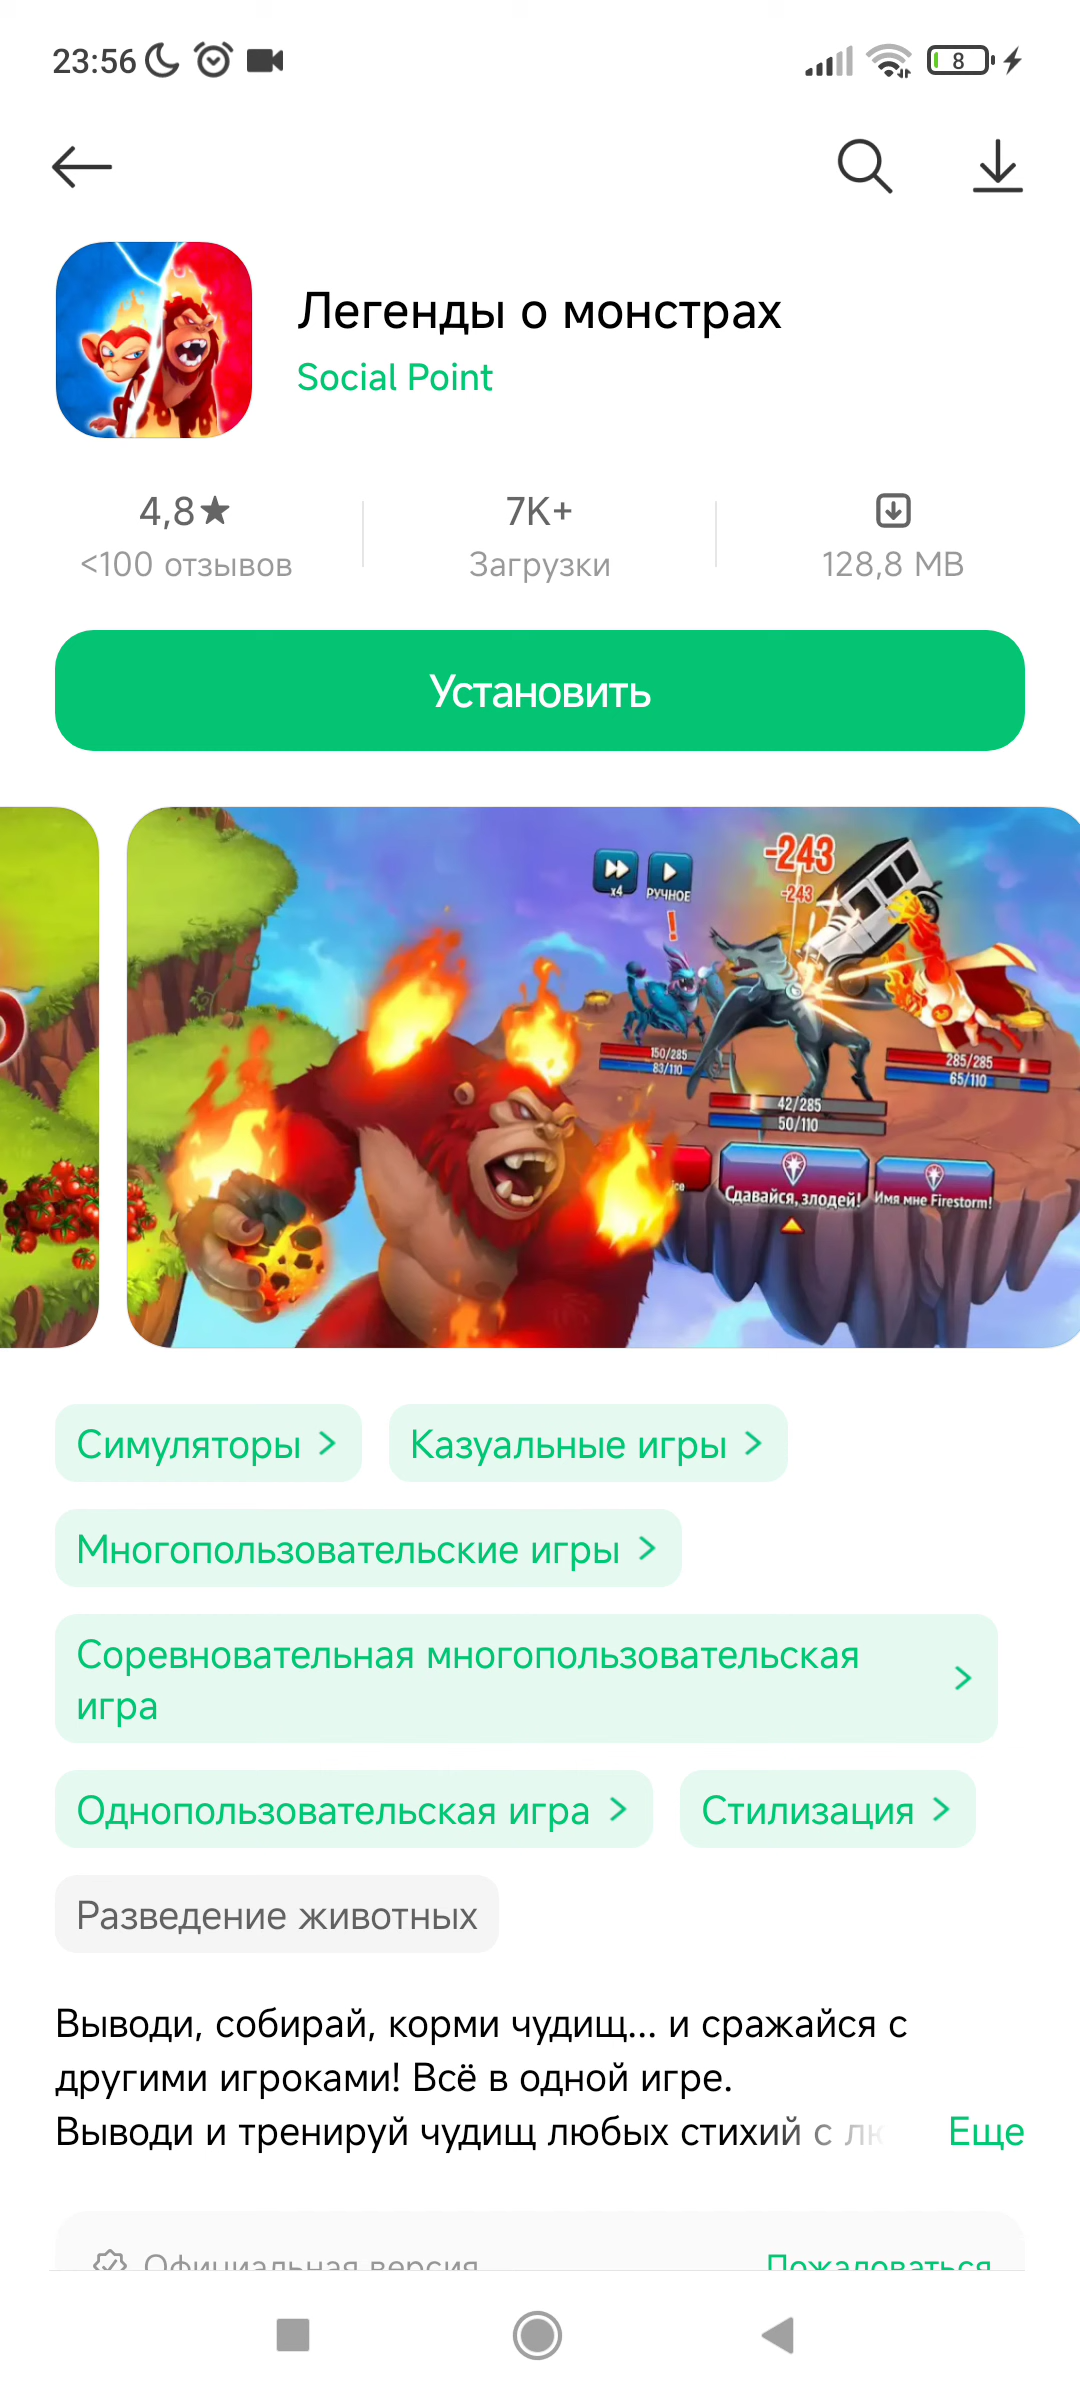 23:56
8
Легенды о монстрах
Social Point
4,8★
<100 отзывов
7K+
Загрузки
128,8 MB
Установить
-243
-243
x4
РУЧНОЕ
!
150/285
83/110
285/285
65/110
42/285
50/110
Сдавайся, злодей!
Имя мне Firestorm!
Симуляторы
Казуальные игры
Многопользовательские игры
Соревновательная многопользовательская
игра
Однопользовательская игра
Стилизация
Разведение животных
Выводи, собирай, корми чудищ... и сражайся с
другими игроками! Всё в одной игре.
Выводи и тренируй чудищ любых стихий с
Еще
Официальная версия
Пожаловаться